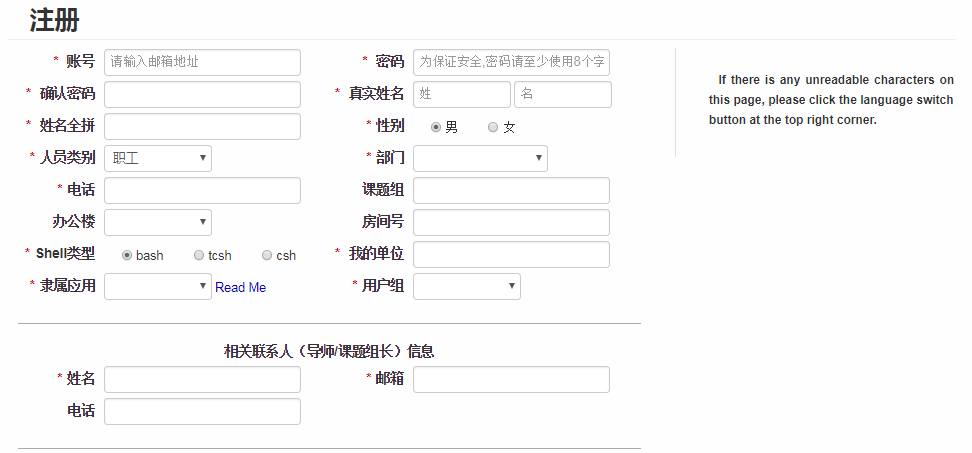 注册
* 账号 请输入邮箱地址 * 密码 为保证安全,密码请至少使用8个字
* 确认密码 * 真实姓名 姓 名
* 姓名全拼 * 性别 男 女
* 人员类别 职工 * 部门
* 电话 课题组
办公楼 房间号
* Shell类型 bash tcsh csh * 我的单位
* 隶属应用 Read Me * 用户组
相关联系人（导师/课题组长）信息
* 姓名 * 邮箱
电话
If there is any unreadable characters on
this page, please click the language switch
button at the top right corner.